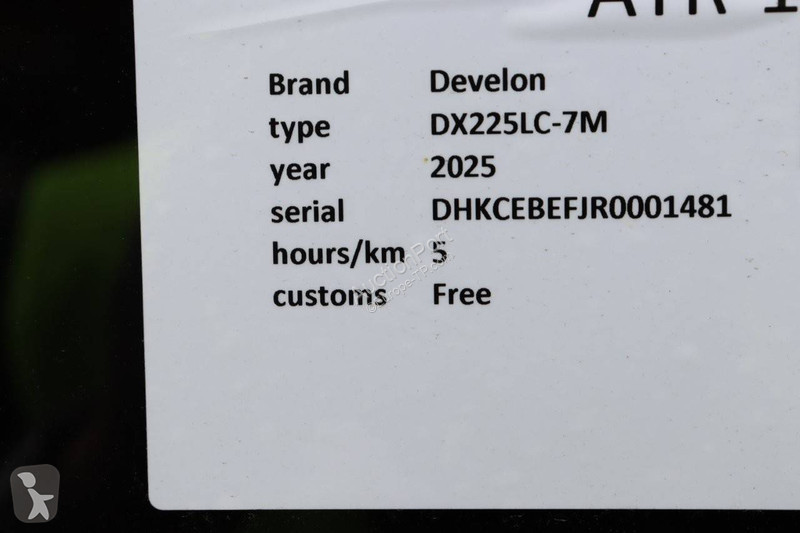 Brand Develon
type DX225LC-7M
year 2025
serial DHKCEBEFJR0001481
hours/km 5
customs Free